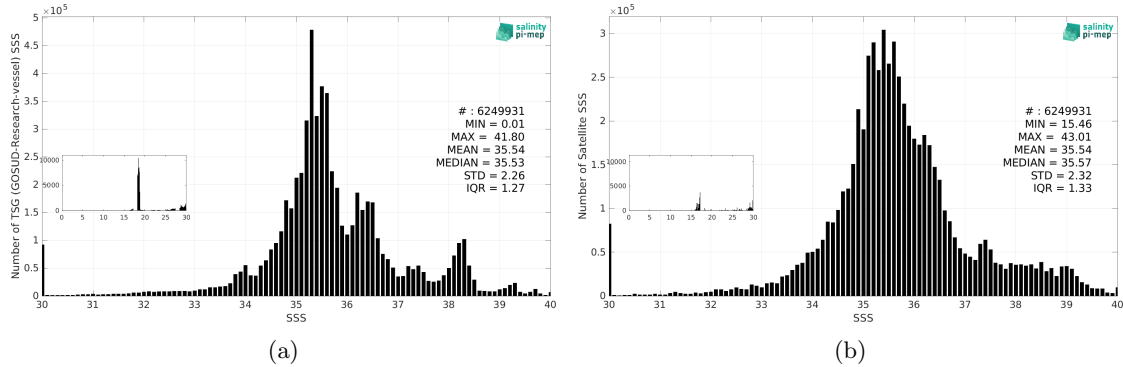 ×10^5
5
4.5
4
3.5
3
2.5
2
1.5
1
0.5
0
Number of TSG (GOSUD-Research-vessel) SSS
salinity
pi-mep
# : 6249931
MIN = 0.01
MAX = 41.80
MEAN = 35.54
MEDIAN = 35.53
STD = 2.26
IQR = 1.27
10000
5000
0
0 5 10 15 20 25 30
30 31 32 33 34 35 36 37 38 39 40
SSS
(a)
×10^5
3
2.5
2
1.5
1
0.5
0
Number of Satellite SSS
salinity
pi-mep
# : 6249931
MIN = 15.46
MAX = 43.01
MEAN = 35.54
MEDIAN = 35.57
STD = 2.32
IQR = 1.33
10000
5000
0
0 5 10 15 20 25 30
30 31 32 33 34 35 36 37 38 39 40
SSS
(b)